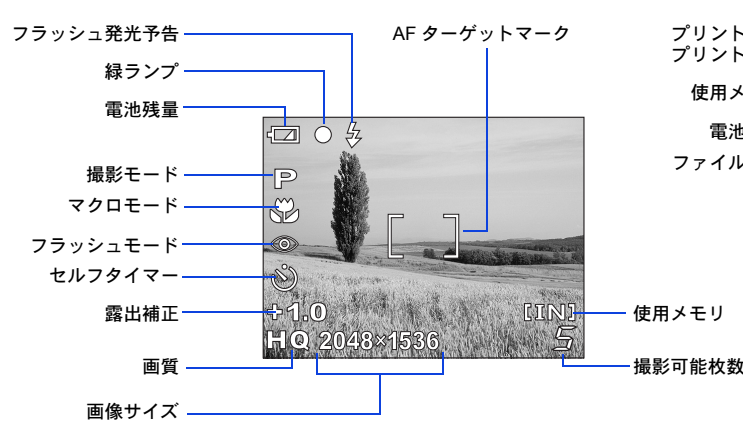 フラッシュ発光予告
緑ランプ
電池残量
撮影モード
マクロモード
フラッシュモード
セルフタイマー
露出補正
画質
画像サイズ
AF ターゲットマーク
P
+1.0
HQ 2048×1536
[IN]
5
使用メモリ
撮影可能枚数
プリント
プリント
使用メ
電池
ファイル